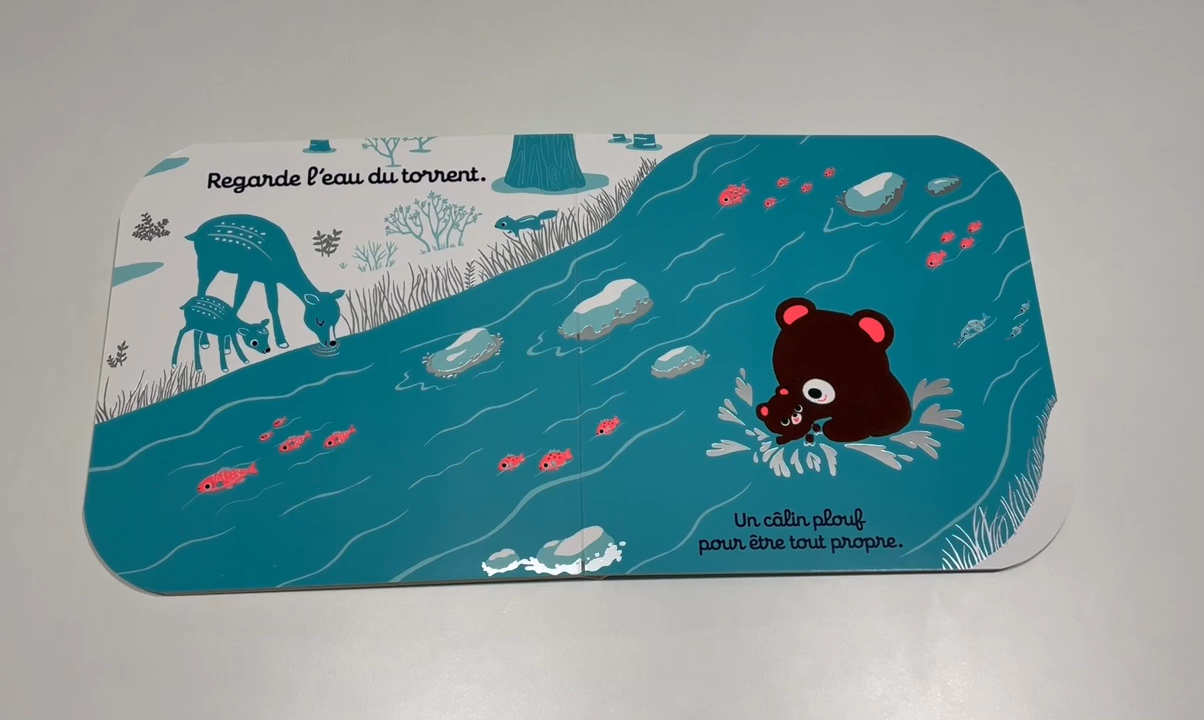 Regarde l'eau du torrent.
Un câlin plouf
pour être tout propre.